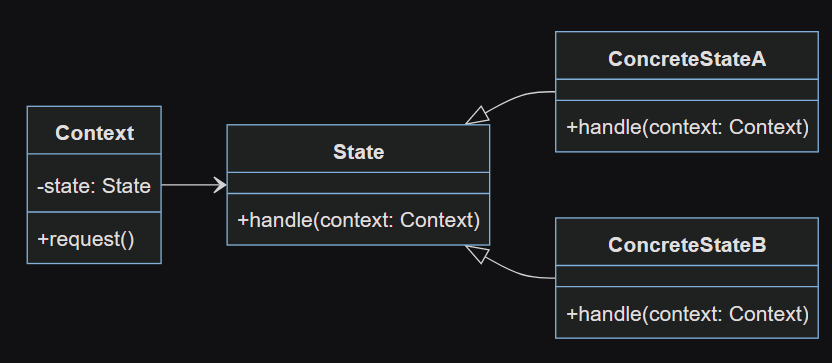 Context
-state: State
+request()
State
+handle(context: Context)
ConcreteStateA
+handle(context: Context)
ConcreteStateB
+handle(context: Context)